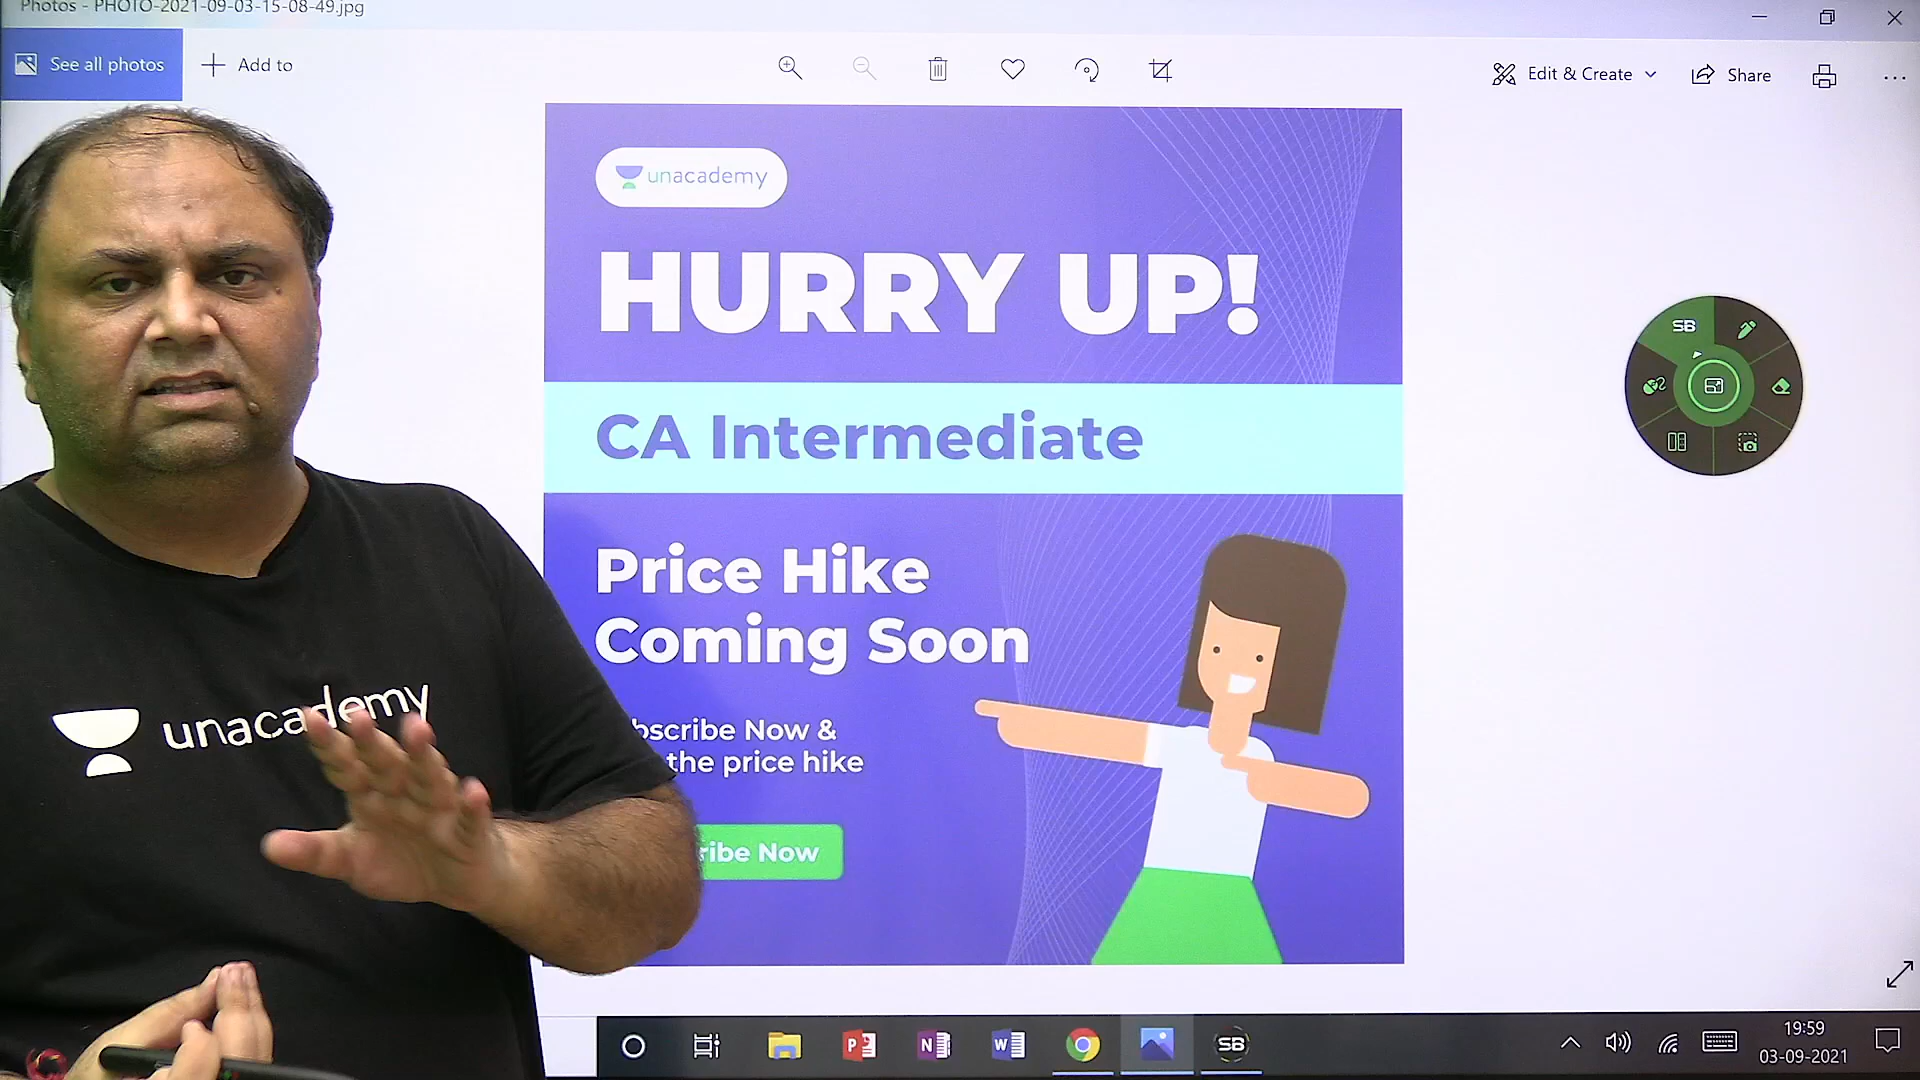 Photos - PHOTO-2021-09-03-15-08-49.jpg
See all photos
Add to
Edit & Create
Share
unacademy
HURRY UP!
CA Intermediate
Price Hike
Coming Soon
Now &
the price hike
Now
unacademy
SB
SB
19:59
03-09-2021